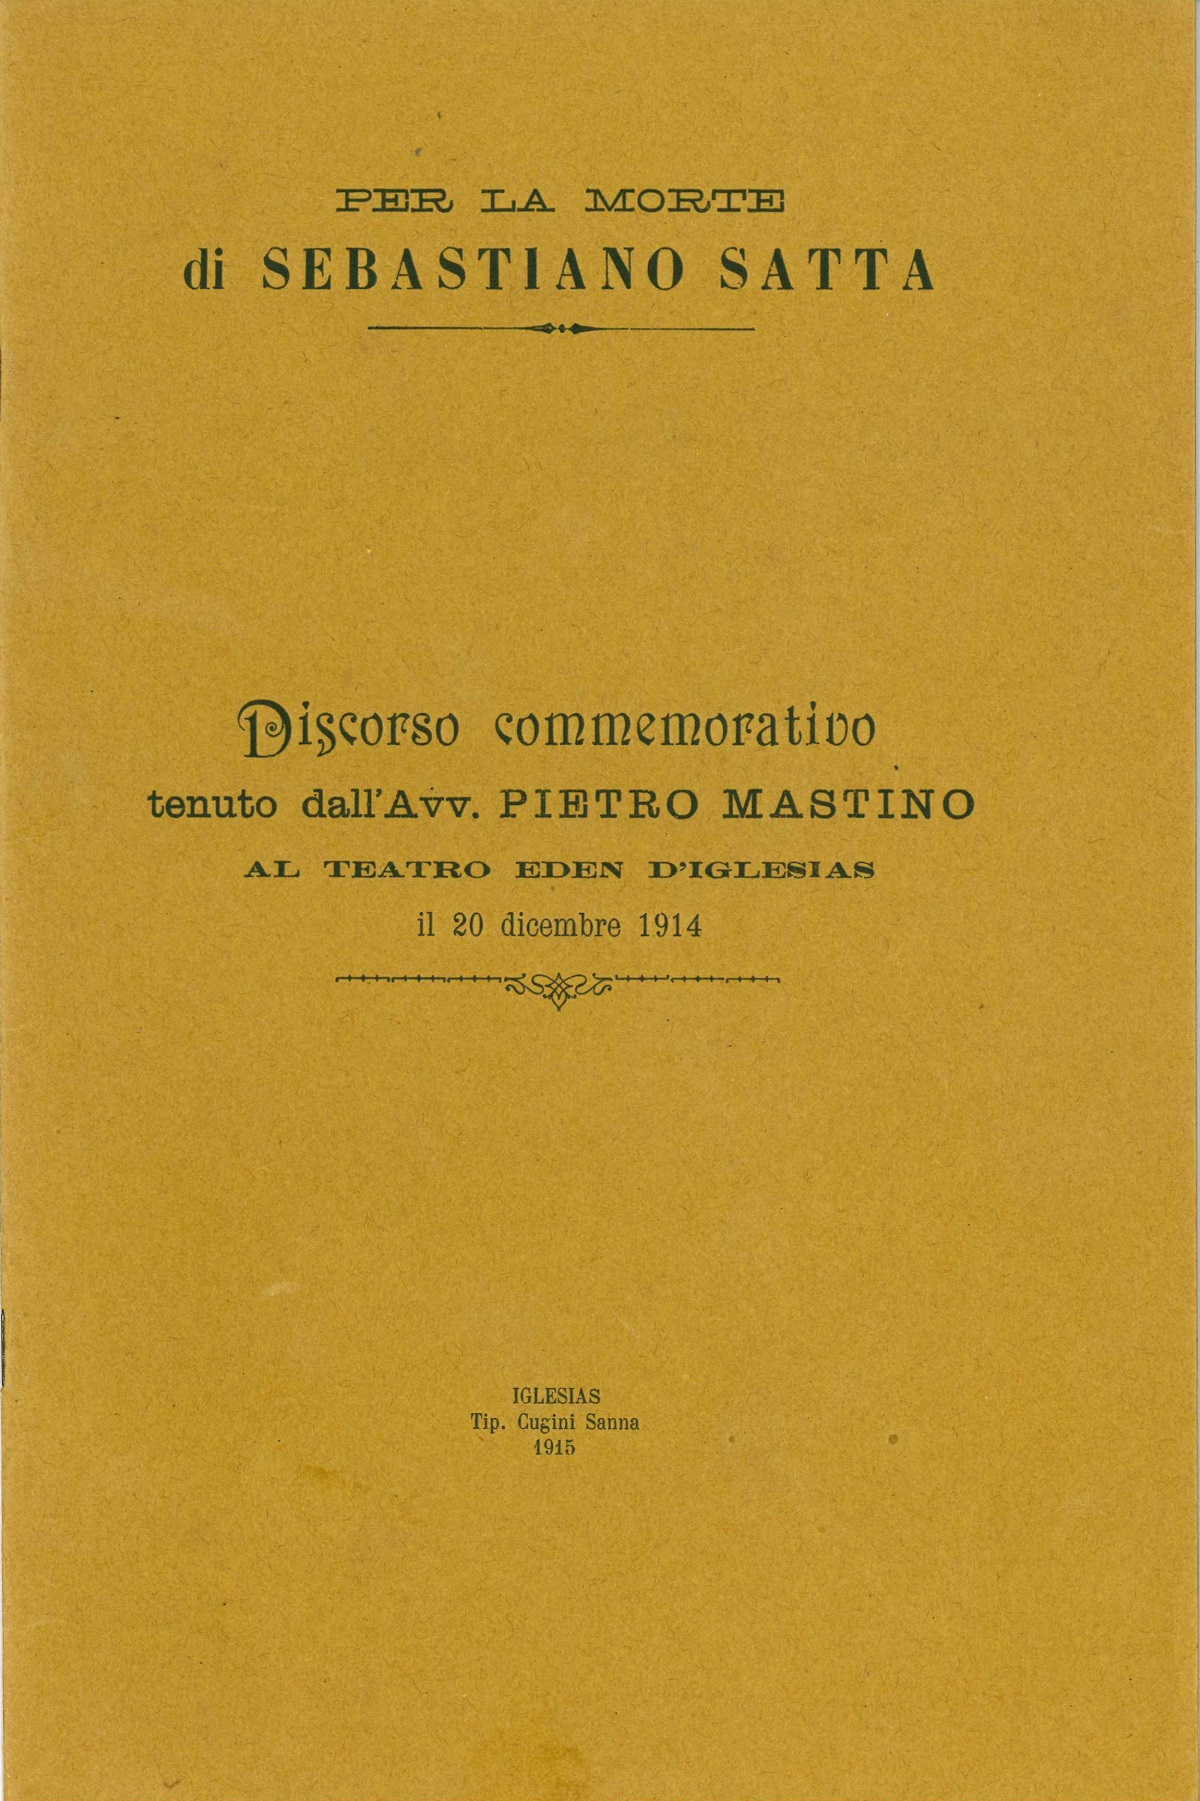 PER LA MORTE
di SEBASTIANO SATTA
Discorso commemorativo
tenuto dall'Avv. PIETRO MASTINO
AL TEATRO EDEN D'IGLESIAS
il 20 dicembre 1914
IGLESIAS
Tip. Cugini Sanna
1915